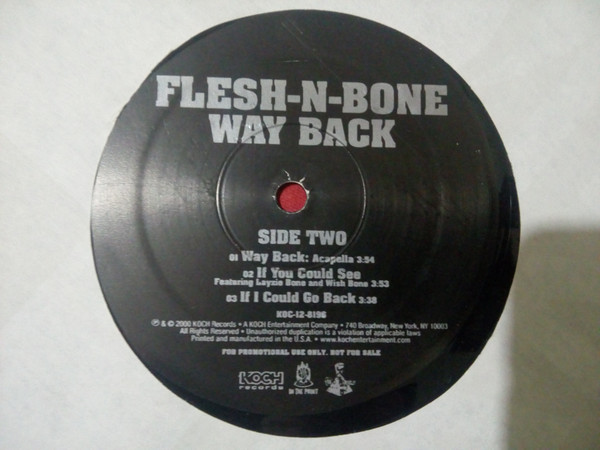 FLESH-N-BONE
WAY BACK
SIDE TWO
01 Way Back: Acapella 3:54
02 If You Could See
Featuring Layzie Bone and Wish Bone 3:53
03 If I Could Go Back 3:38
KOC-12-8196
℗ & © 2000 KOCH Records • A KOCH Entertainment Company • 740 Broadway, New York, NY 10003
All Rights Reserved • Unauthorized duplication is a violation of applicable laws
Printed and manufactured in the U.S.A. • www.kochentertainment.com
FOR PROMOTIONAL USE ONLY. NOT FOR SALE
KOCH
records
IN THE PAINT